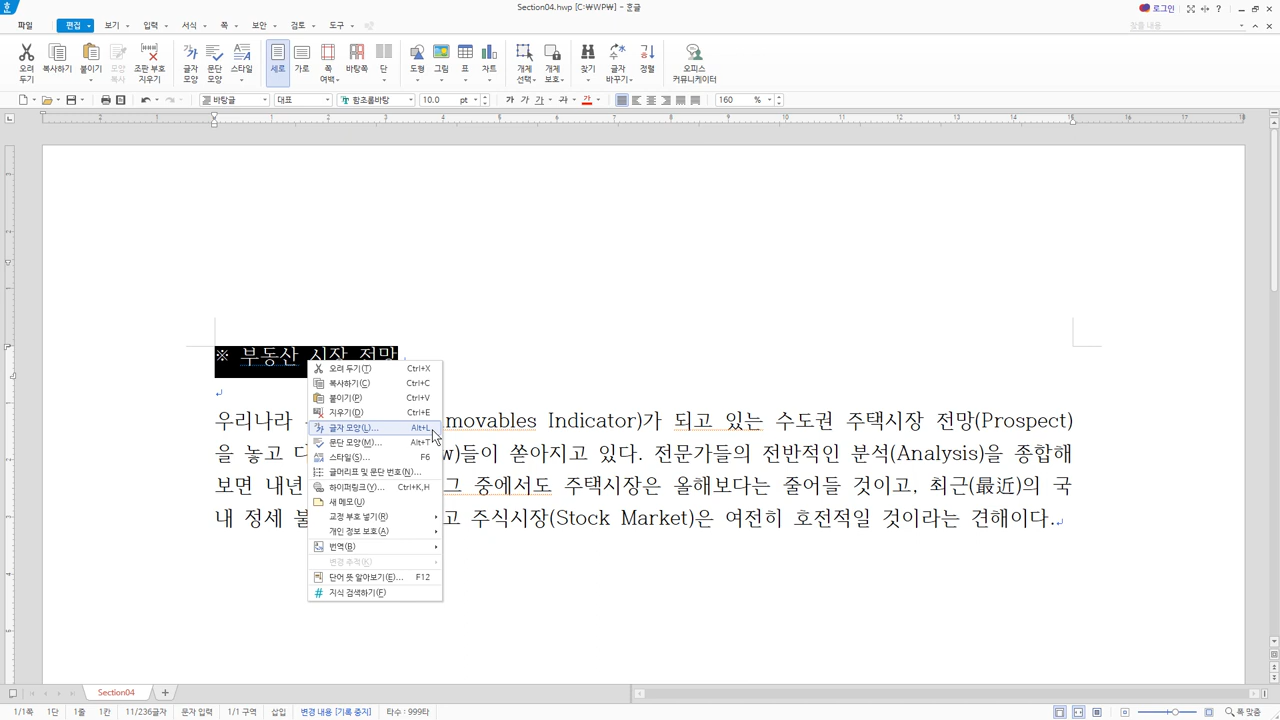 Section04.hwp [C:\WP\] - 훈글
로그인
파일 편집 보기 입력 서식 쪽 보안 검토 도구
찾을 내용
오려 두기 복사하기 붙이기 모양 복사 조판 부호 지우기 글자 모양 문단 모양 스타일 세로 가로 쪽 여백 바탕쪽 단 도형 그림 표 차트 개체 선택 개체 보호 찾기 글자 바꾸기 정렬 오피스 커뮤니케이터
바탕글 대표 함초롬바탕 10.0 pt 가 가 가 가 가 160 %
※ 부동산 시장 전망
오려 두기(T) Ctrl+X
복사하기(C) Ctrl+C
붙이기(P) Ctrl+V
지우기(D) Ctrl+E
글자 모양(L)... Alt+L
문단 모양(M)... Alt+T
스타일(S)... F6
글머리표 및 문단 번호(N)...
하이퍼링크(Y)... Ctrl+K,H
새 메모(U)
교정 부호 넣기(R)
개인 정보 보호(A)
번역(B)
변경 추적(K)
단어 뜻 알아보기(E)... F12
지식 검색하기(F)
우리나라 movables Indicator)가 되고 있는 수도권 주택시장 전망(Prospect)
을 놓고 w)들이 쏟아지고 있다. 전문가들의 전반적인 분석(Analysis)을 종합해
보면 내년 그 중에서도 주택시장은 올해보다는 줄어들 것이고, 최근(最近)의 국
내 정세 고 주식시장(Stock Market)은 여전히 호전적일 것이라는 견해이다.
Section04
1/1쪽 1단 1줄 1칸 11/236글자 문자 입력 1/1 구역 삽입 변경 내용 [기록 중지] 타수 : 999타 폭 맞춤